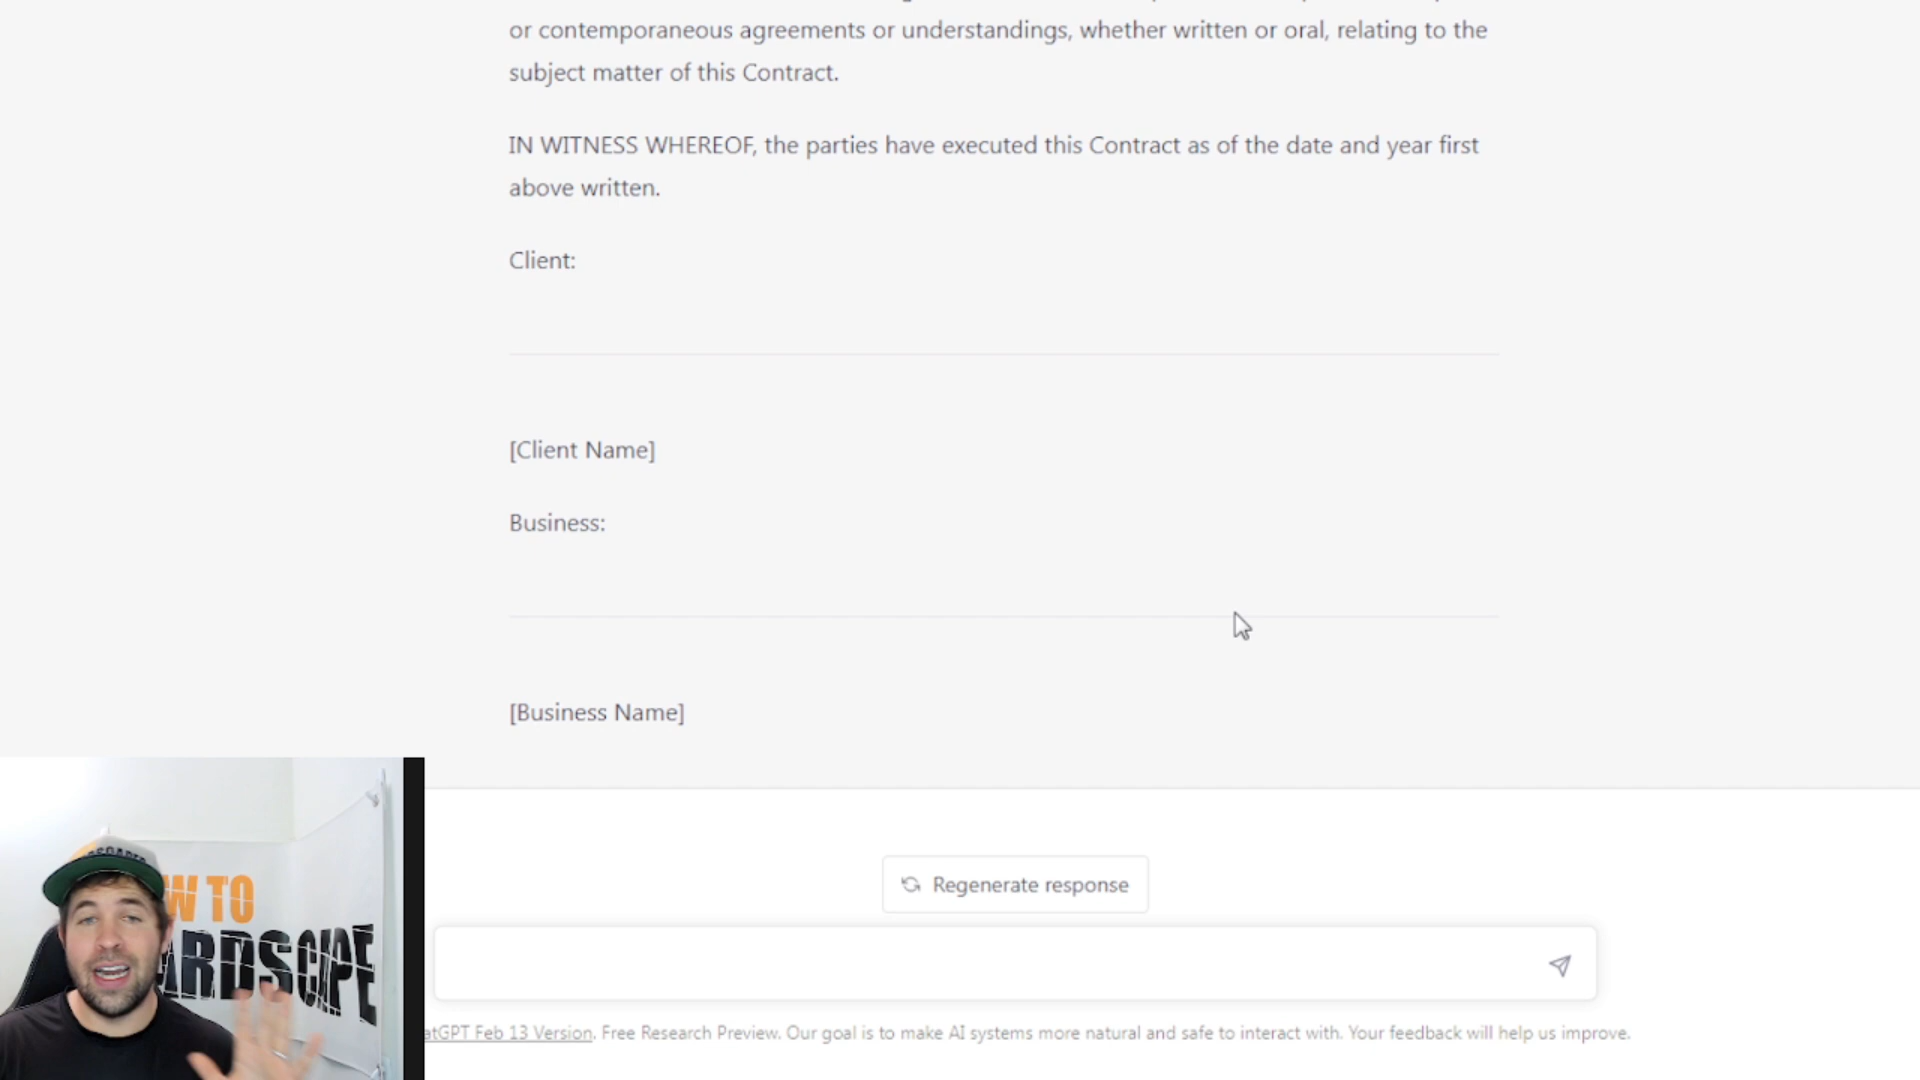 or contemporaneous agreements or understandings, whether written or oral, relating to the
subject matter of this Contract.
IN WITNESS WHEREOF, the parties have executed this Contract as of the date and year first
above written.
Client:
[Client Name]
Business:
[Business Name]
Regenerate response
atGPT Feb 13 Version. Free Research Preview. Our goal is to make AI systems more natural and safe to interact with. Your feedback will help us improve.
W TO
ARDSCAPE